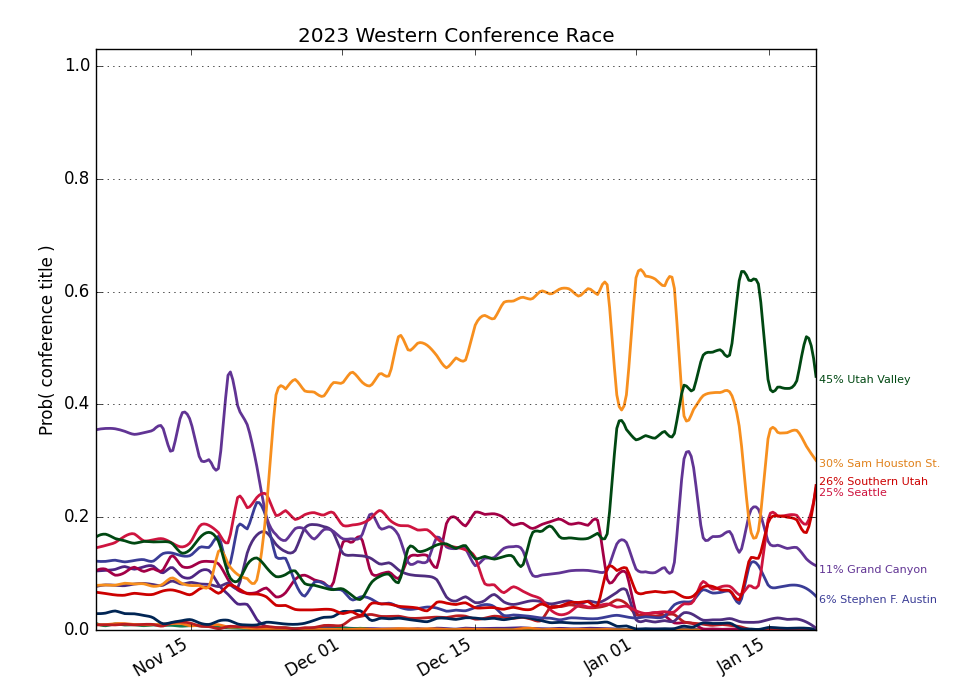 2023 Western Conference Race
Prob( conference title )
1.0
0.8
0.6
0.4
0.2
0.0
45% Utah Valley
30% Sam Houston St.
26% Southern Utah
25% Seattle
11% Grand Canyon
6% Stephen F. Austin
Nov 15
Dec 01
Dec 15
Jan 01
Jan 15